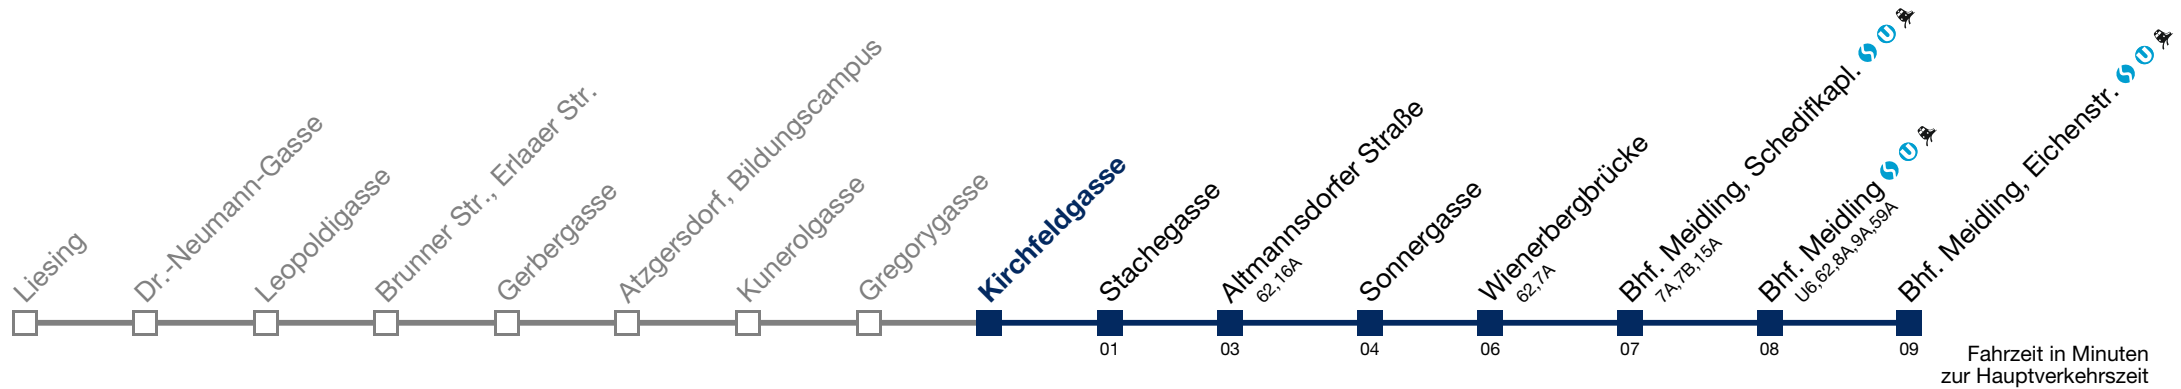 Liesing
Dr.-Neumann-Gasse
Leopoldigasse
Brunner Str., Erlaaer Str.
Gerbergasse
Atzgersdorf, Bildungscampus
Kunerolgasse
Gregorygasse
Kirchfeldgasse
Stachegasse
01
Altmannsdorfer Straße
62,16A
03
Sonnergasse
04
Wienerbergbrücke
62,7A
06
Bhf. Meidling, Schedifkapl. S U
7A,7B,15A
07
Bhf. Meidling S U
U6,62,8A,9A,59A
08
Bhf. Meidling, Eichenstr. S U
09
Fahrzeit in Minuten
zur Hauptverkehrszeit